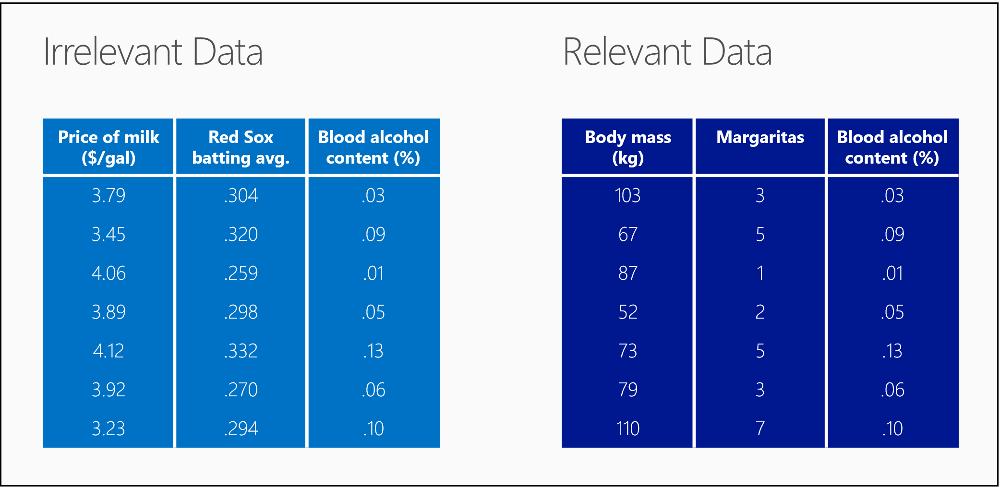 Irrelevant Data
Price of milk
($/gal)
Red Sox
batting avg.
Blood alcohol
content (%)
3.79 .304 .03
3.45 .320 .09
4.06 .259 .01
3.89 .298 .05
4.12 .332 .13
3.92 .270 .06
3.23 .294 .10
Relevant Data
Body mass
(kg)
Margaritas
Blood alcohol
content (%)
103 3 .03
67 5 .09
87 1 .01
52 2 .05
73 5 .13
79 3 .06
110 7 .10